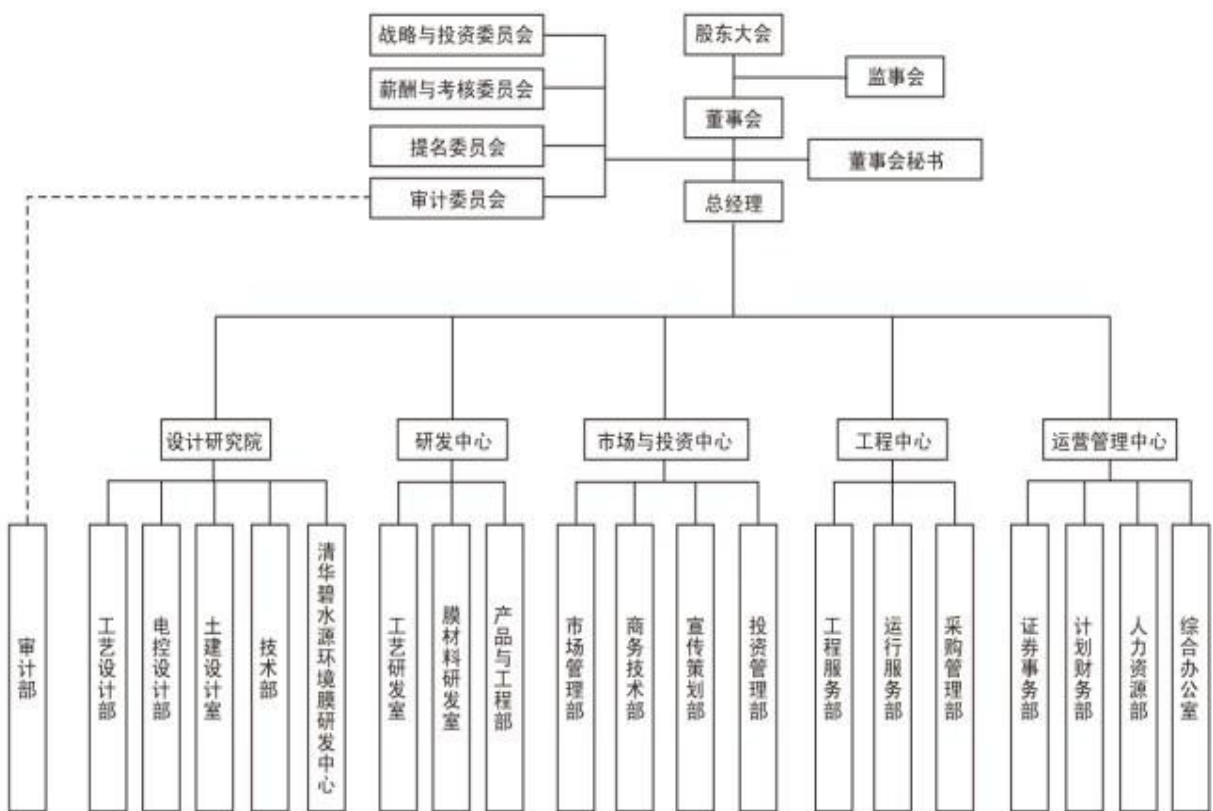 战略与投资委员会
股东大会
监事会
薪酬与考核委员会
董事会
提名委员会
董事会秘书
审计委员会
总经理
设计研究院
研发中心
市场与投资中心
工程中心
运营管理中心
审计部
工艺设计部
电控设计部
土建设计室
技术部
清华碧水源环境膜研发中心
工艺研发室
膜材料研发室
产品与工程部
市场管理部
商务技术部
宣传策划部
投资管理部
工程服务部
运行服务部
采购管理部
证券事务部
计划财务部
人力资源部
综合办公室